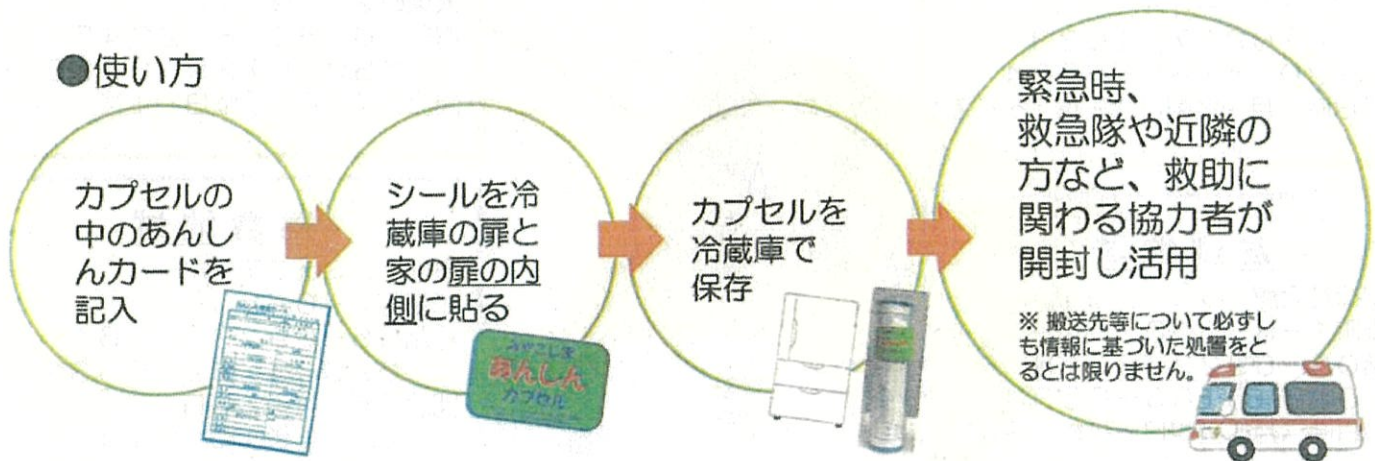 ●使い方
カプセルの
中のあんし
んカードを
記入
シールを冷
蔵庫の扉と
家の扉の内
側に貼る
みやこじま
あんしん
カプセル
カプセルを
冷蔵庫で
保存
緊急時、
救急隊や近隣の
方など、救助に
関わる協力者が
開封し活用
※ 搬送先等について必ずし
も情報に基づいた処置をと
るとは限りません。